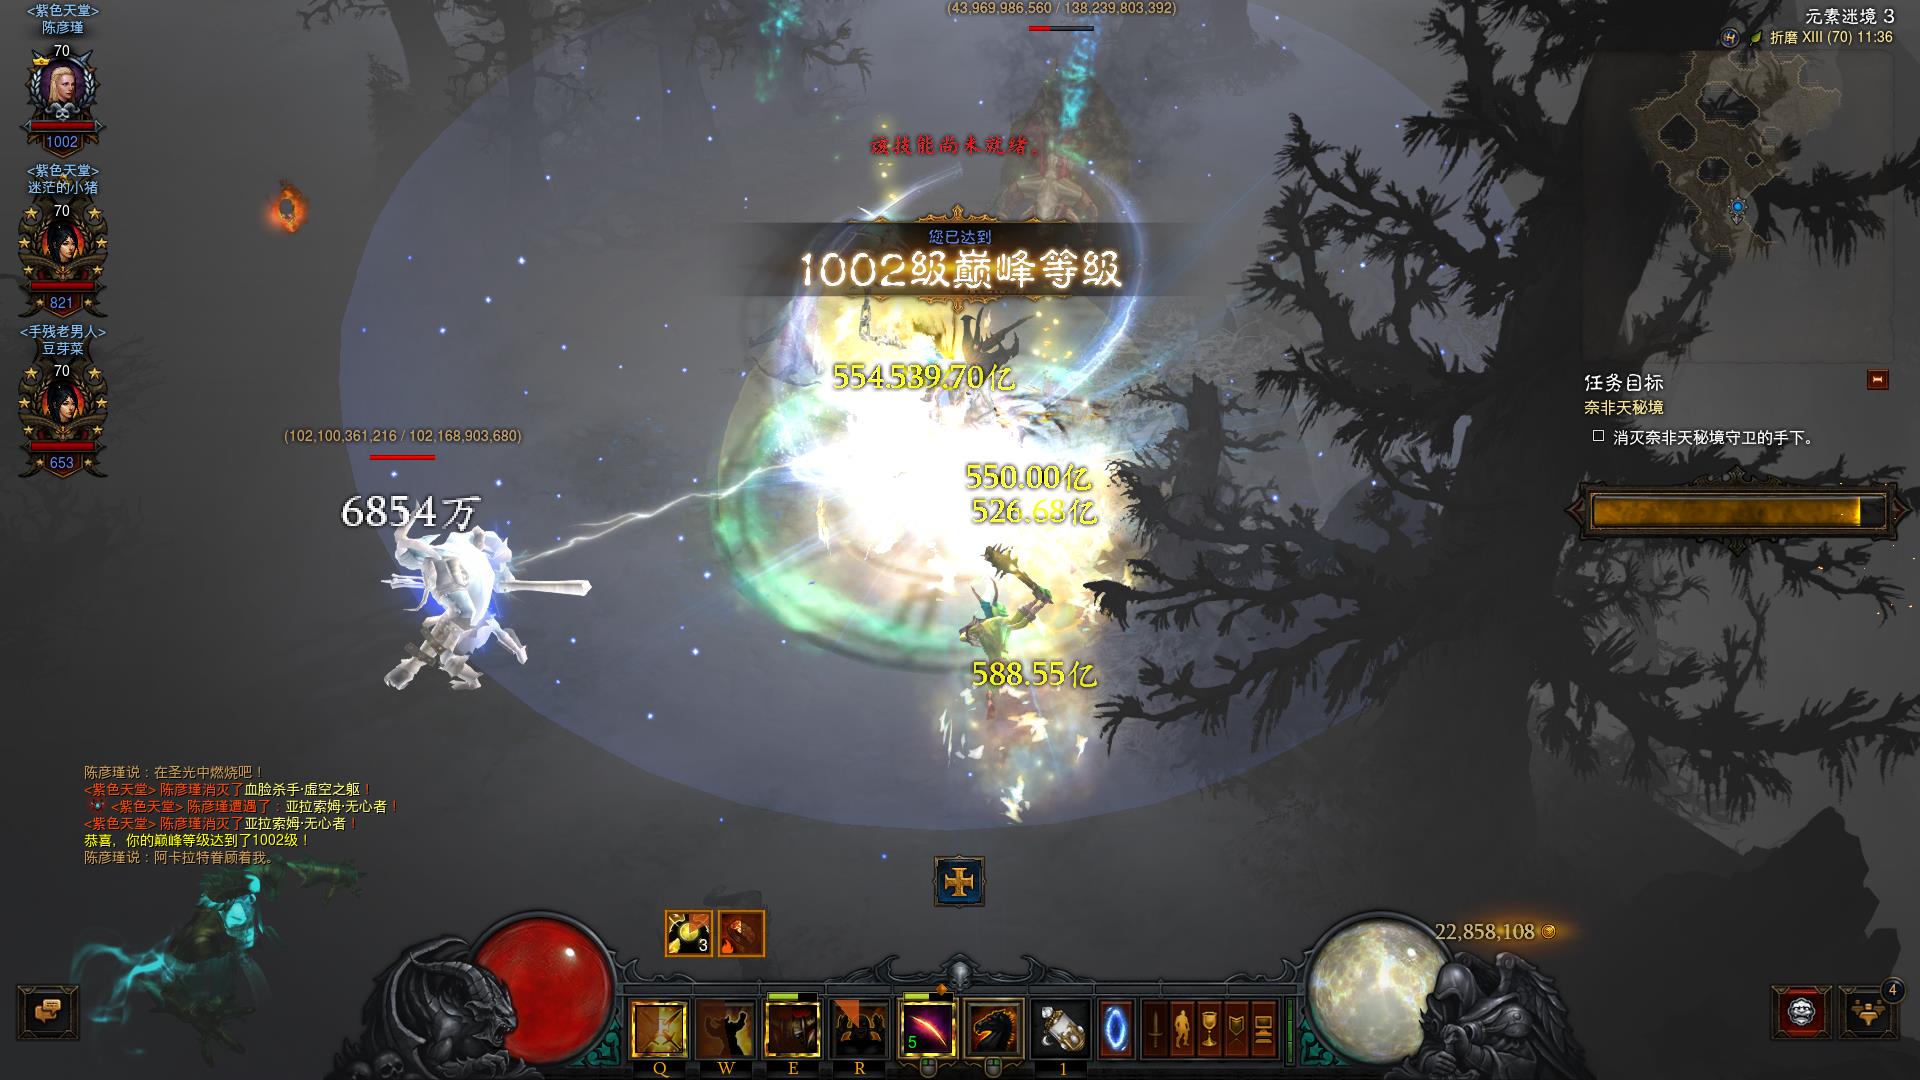 <紫色天堂>
陈彦瑾
70
1002
<紫色天堂>
迷茫的小猪
70
821
<手残老男人>
豆芽菜
70
653
(43,969,986,560 / 138,239,803,392)
元素迷境 3
折磨 XIII (70) 11:36
该技能尚未就绪。
您已达到
1002级巅峰等级
554.539.70亿
(102,100,361,216 / 102,168,903,680)
6854万
550.00亿
526.68亿
588.55亿
任务目标
奈非天秘境
消灭奈非天秘境守卫的手下。
陈彦瑾说：在圣光中燃烧吧！
<紫色天堂> 陈彦瑾消灭了血脸杀手·虚空之躯！
<紫色天堂> 陈彦瑾遭遇了：亚拉索姆·无心者！
<紫色天堂> 陈彦瑾消灭了亚拉索姆·无心者！
恭喜，你的巅峰等级达到了1002级！
陈彦瑾说：阿卡拉特眷顾着我。
3
22,858,108
5
4
Q
W
E
R
1